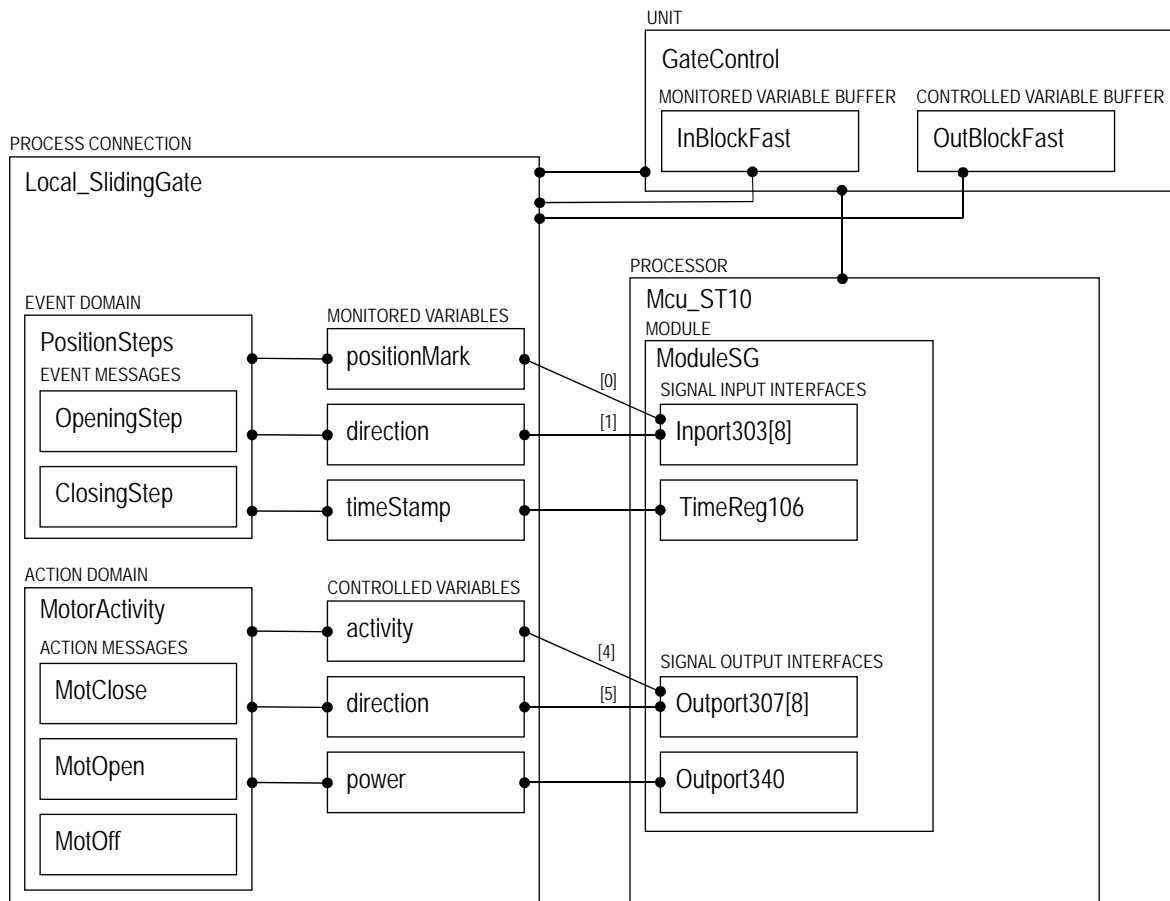 UNIT
GateControl
MONITORED VARIABLE BUFFER
InBlockFast
CONTROLLED VARIABLE BUFFER
OutBlockFast
PROCESS CONNECTION
Local_SlidingGate
EVENT DOMAIN
PositionSteps
EVENT MESSAGES
OpeningStep
ClosingStep
MONITORED VARIABLES
positionMark
direction
timeStamp
[0]
[1]
ACTION DOMAIN
MotorActivity
ACTION MESSAGES
MotClose
MotOpen
MotOff
CONTROLLED VARIABLES
activity
direction
power
[4]
[5]
PROCESSOR
Mcu_ST10
MODULE
ModuleSG
SIGNAL INPUT INTERFACES
Inport303[8]
TimeReg106
SIGNAL OUTPUT INTERFACES
Outport307[8]
Outport340